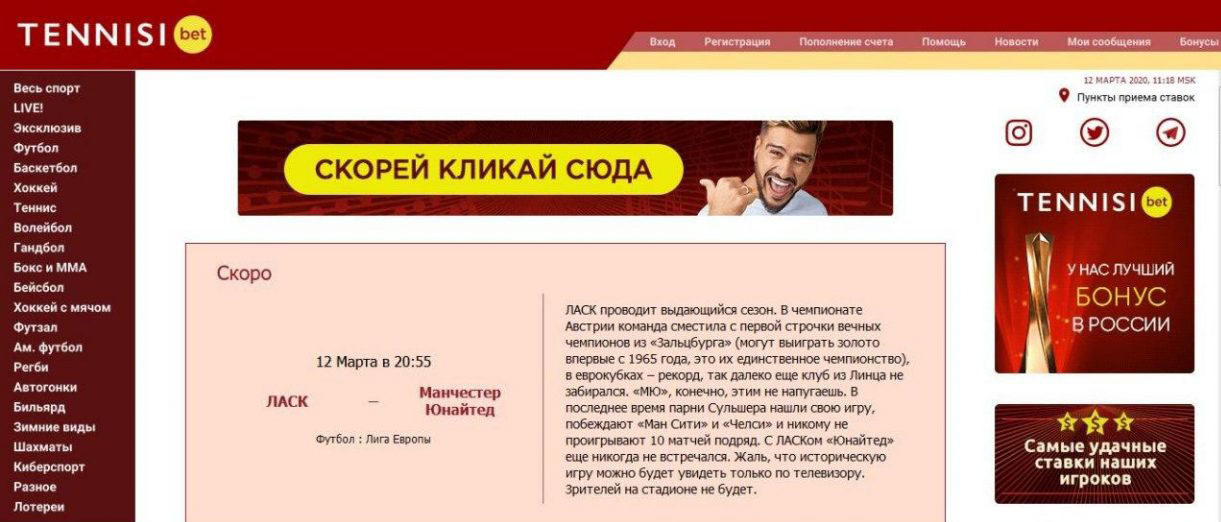 TENNISI bet
Вход Регистрация Пополнение счета Помощь Новости Мои сообщения Бонусы
12 МАРТА 2020, 11:18 MSK
Пункты приема ставок
Весь спорт
LIVE!
Эксклюзив
Футбол
Баскетбол
Хоккей
Теннис
Волейбол
Гандбол
Бокс и ММА
Бейсбол
Хоккей с мячом
Футзал
Ам. футбол
Регби
Автогонки
Бильярд
Зимние виды
Шахматы
Киберспорт
Разное
Лотереи
СКОРЕЙ КЛИКАЙ СЮДА
Скоро
12 Марта в 20:55
ЛАСК – Манчестер
Юнайтед
Футбол : Лига Европы
ЛАСК проводит выдающийся сезон. В чемпионате
Австрии команда сместила с первой строчки вечных
чемпионов из «Зальцбурга» (могут выиграть золото
впервые с 1965 года, это их единственное чемпионство),
в еврокубках – рекорд, так далеко еще клуб из Линца не
забирался. «МЮ», конечно, этим не напугаешь. В
последнее время парни Сульшера нашли свою игру,
побеждают «Ман Сити» и «Челси» и никому не
проигрывают 10 матчей подряд. С ЛАСКом «Юнайтед»
еще никогда не встречался. Жаль, что историческую
игру можно будет увидеть только по телевизору.
Зрителей на стадионе не будет.
TENNISI bet
У НАС ЛУЧШИЙ
БОНУС
В РОССИИ
$ $ $
Самые удачные
ставки наших
игроков